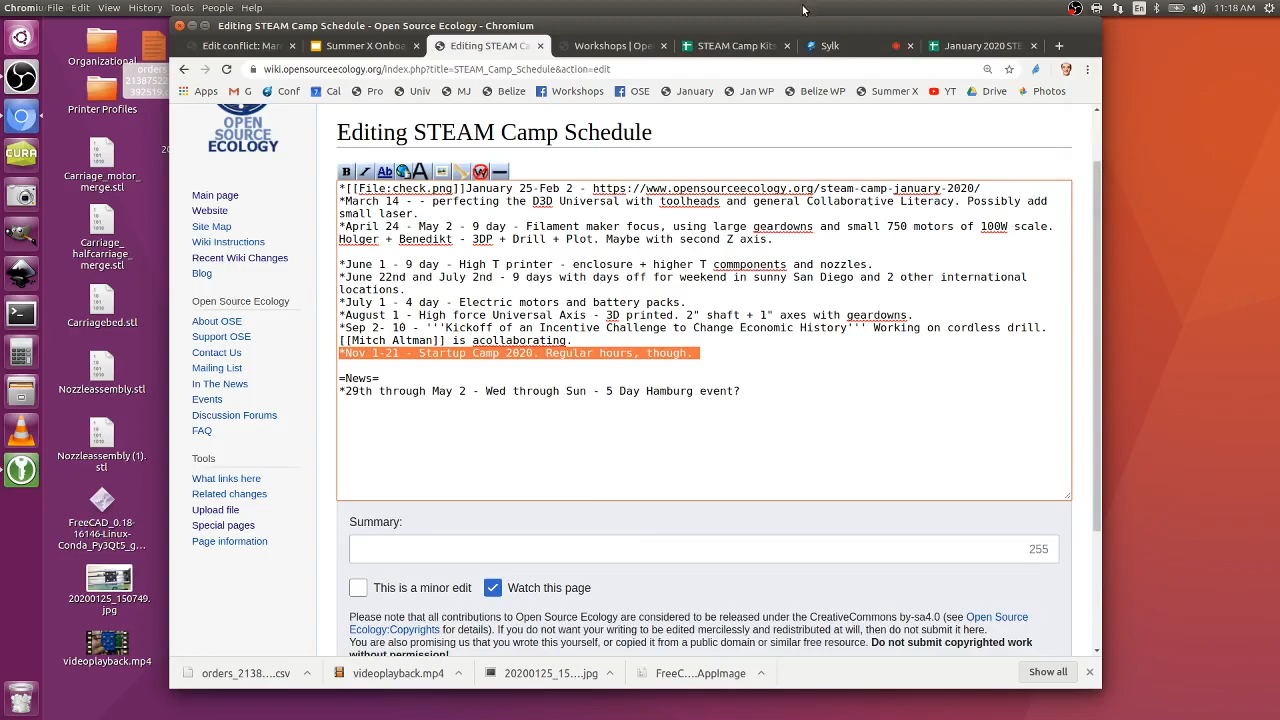 Chromium File Edit View History Bookmarks Tools People Help
En
11:18 AM
Organizational
orders
21387522
392519.c
Printer Profiles
Carriage_motor_
merge.stl
Carriage_
halfcarriage_
merge.stl
Carriagebed.stl
Nozzleassembly.stl
Nozzleassembly (1).
stl
FreeCAD_0.18-
16146-Linux-
Conda_Py3Qt5_g...
20200125_150749.
jpg
videoplayback.mp4
CURA
Editing STEAM Camp Schedule - Open Source Ecology - Chromium
Edit conflict: Mar
Summer X Onboa
Editing STEAM Ca
Workshops | Ope
STEAM Camp Kits
Sylk
January 2020 STE
wiki.opensourceecology.org/index.php?title=STEAM_Camp_Schedule&action=edit
Apps
G
Conf
Cal
Pro
Univ
MJ
Belize
Workshops
OSE
January
Jan WP
Belize WP
Summer X
YT
Drive
Photos
OPEN
SOURCE
ECOLOGY
Main page
Website
Site Map
Wiki Instructions
Recent Wiki Changes
Blog
Open Source Ecology
About OSE
Support OSE
Contact Us
Mailing List
In The News
Events
Discussion Forums
FAQ
Tools
What links here
Related changes
Upload file
Special pages
Page information
Editing STEAM Camp Schedule
*[[File:check.png]]January 25-Feb 2 - https://www.opensourceecology.org/steam-camp-january-2020/
*March 14 - - perfecting the D3D Universal with toolheads and general Collaborative Literacy. Possibly add
small laser.
*April 24 - May 2 - 9 day - Filament maker focus, using large geardowns and small 750 motors of 100W scale.
Holger + Benedikt - 3DP + Drill + Plot. Maybe with second Z axis.
*June 1 - 9 day - High T printer - enclosure + higher T commponents and nozzles.
*June 22nd and July 2nd - 9 days with days off for weekend in sunny San Diego and 2 other international
locations.
*July 1 - 4 day - Electric motors and battery packs.
*August 1 - High force Universal Axis - 3D printed. 2" shaft + 1" axes with geardowns.
*Sep 2- 10 - '''Kickoff of an Incentive Challenge to Change Economic History''' Working on cordless drill.
[[Mitch Altman]] is acollaborating.
*Nov 1-21 - Startup Camp 2020. Regular hours, though.
=News=
*29th through May 2 - Wed through Sun - 5 Day Hamburg event?
Summary:
255
This is a minor edit
Watch this page
Please note that all contributions to Open Source Ecology are considered to be released under the CreativeCommons by-sa4.0 (see Open Source
Ecology:Copyrights for details). If you do not want your writing to be edited mercilessly and redistributed at will, then do not submit it here.
You are also promising us that you wrote this yourself, or copied it from a public domain or similar free resource. Do not submit copyrighted work
without permission!
orders_2138....csv
videoplayback.mp4
20200125_15....jpg
FreeC....AppImage
Show all